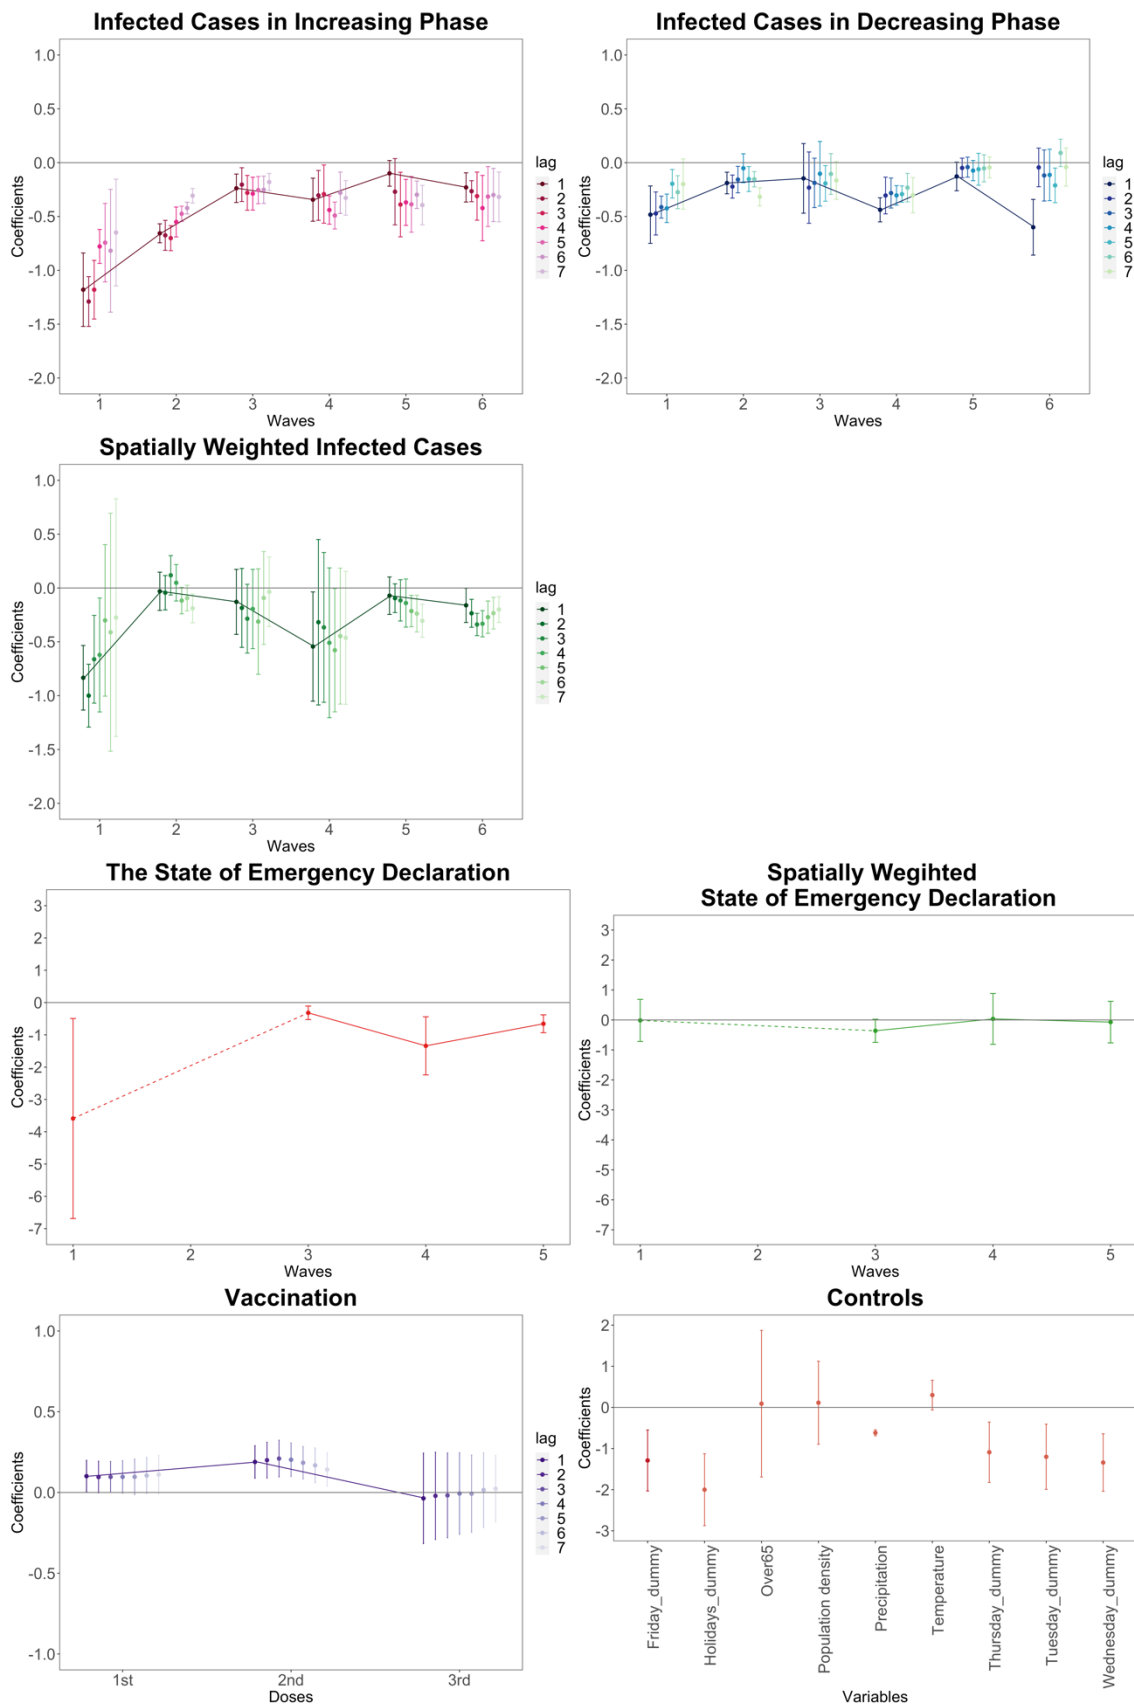 Infected Cases in Increasing Phase
1.0
0.5
0.0
-0.5
-1.0
-1.5
-2.0
Coefficients
1 2 3 4 5 6
Waves
lag
1
2
3
4
5
6
7
Infected Cases in Decreasing Phase
1.0
0.5
0.0
-0.5
-1.0
-1.5
-2.0
Coefficients
1 2 3 4 5 6
Waves
lag
1
2
3
4
5
6
7
Spatially Weighted Infected Cases
1.0
0.5
0.0
-0.5
-1.0
-1.5
-2.0
Coefficients
1 2 3 4 5 6
Waves
lag
1
2
3
4
5
6
7
The State of Emergency Declaration
3
2
1
0
-1
-2
-3
-4
-5
-6
-7
Coefficients
1 2 3 4 5
Waves
Spatially Wegihted
State of Emergency Declaration
3
2
1
0
-1
-2
-3
-4
-5
-6
-7
Coefficients
1 2 3 4 5
Waves
Vaccination
1.0
0.5
0.0
-0.5
-1.0
Coefficients
1st 2nd 3rd
Doses
lag
1
2
3
4
5
6
7
Controls
2
1
0
-1
-2
-3
Coefficients
Friday_dummy
Holidays_dummy
Over65
Population density
Precipitation
Temperature
Thursday_dummy
Tuesday_dummy
Wednesday_dummy
Variables